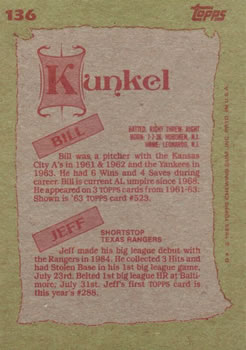 136
TOPPS
Kunkel
BILL
BATTED: RIGHT THREW: RIGHT
BORN: 7-7-36 HOBOKEN, N.J.
HOME: LEONARDO, N.J.
Bill was a pitcher with the Kansas
City A's in 1961 & 1962 and the Yankees in
1963. He had 6 Wins and 4 Saves during
career. Bill is current AL umpire since 1968.
He appeared on 3 TOPPS cards from 1961-63.
Shown is '63 TOPPS card #523.
JEFF
SHORTSTOP
TEXAS RANGERS
Jeff made his big league debut with
the Rangers in 1984. He collected 3 Hits and
had Stolen Base in his 1st big league game,
July 23rd. Belted 1st big league HR at Balti-
more, July 31st. Jeff's first TOPPS card is
this year's #288.